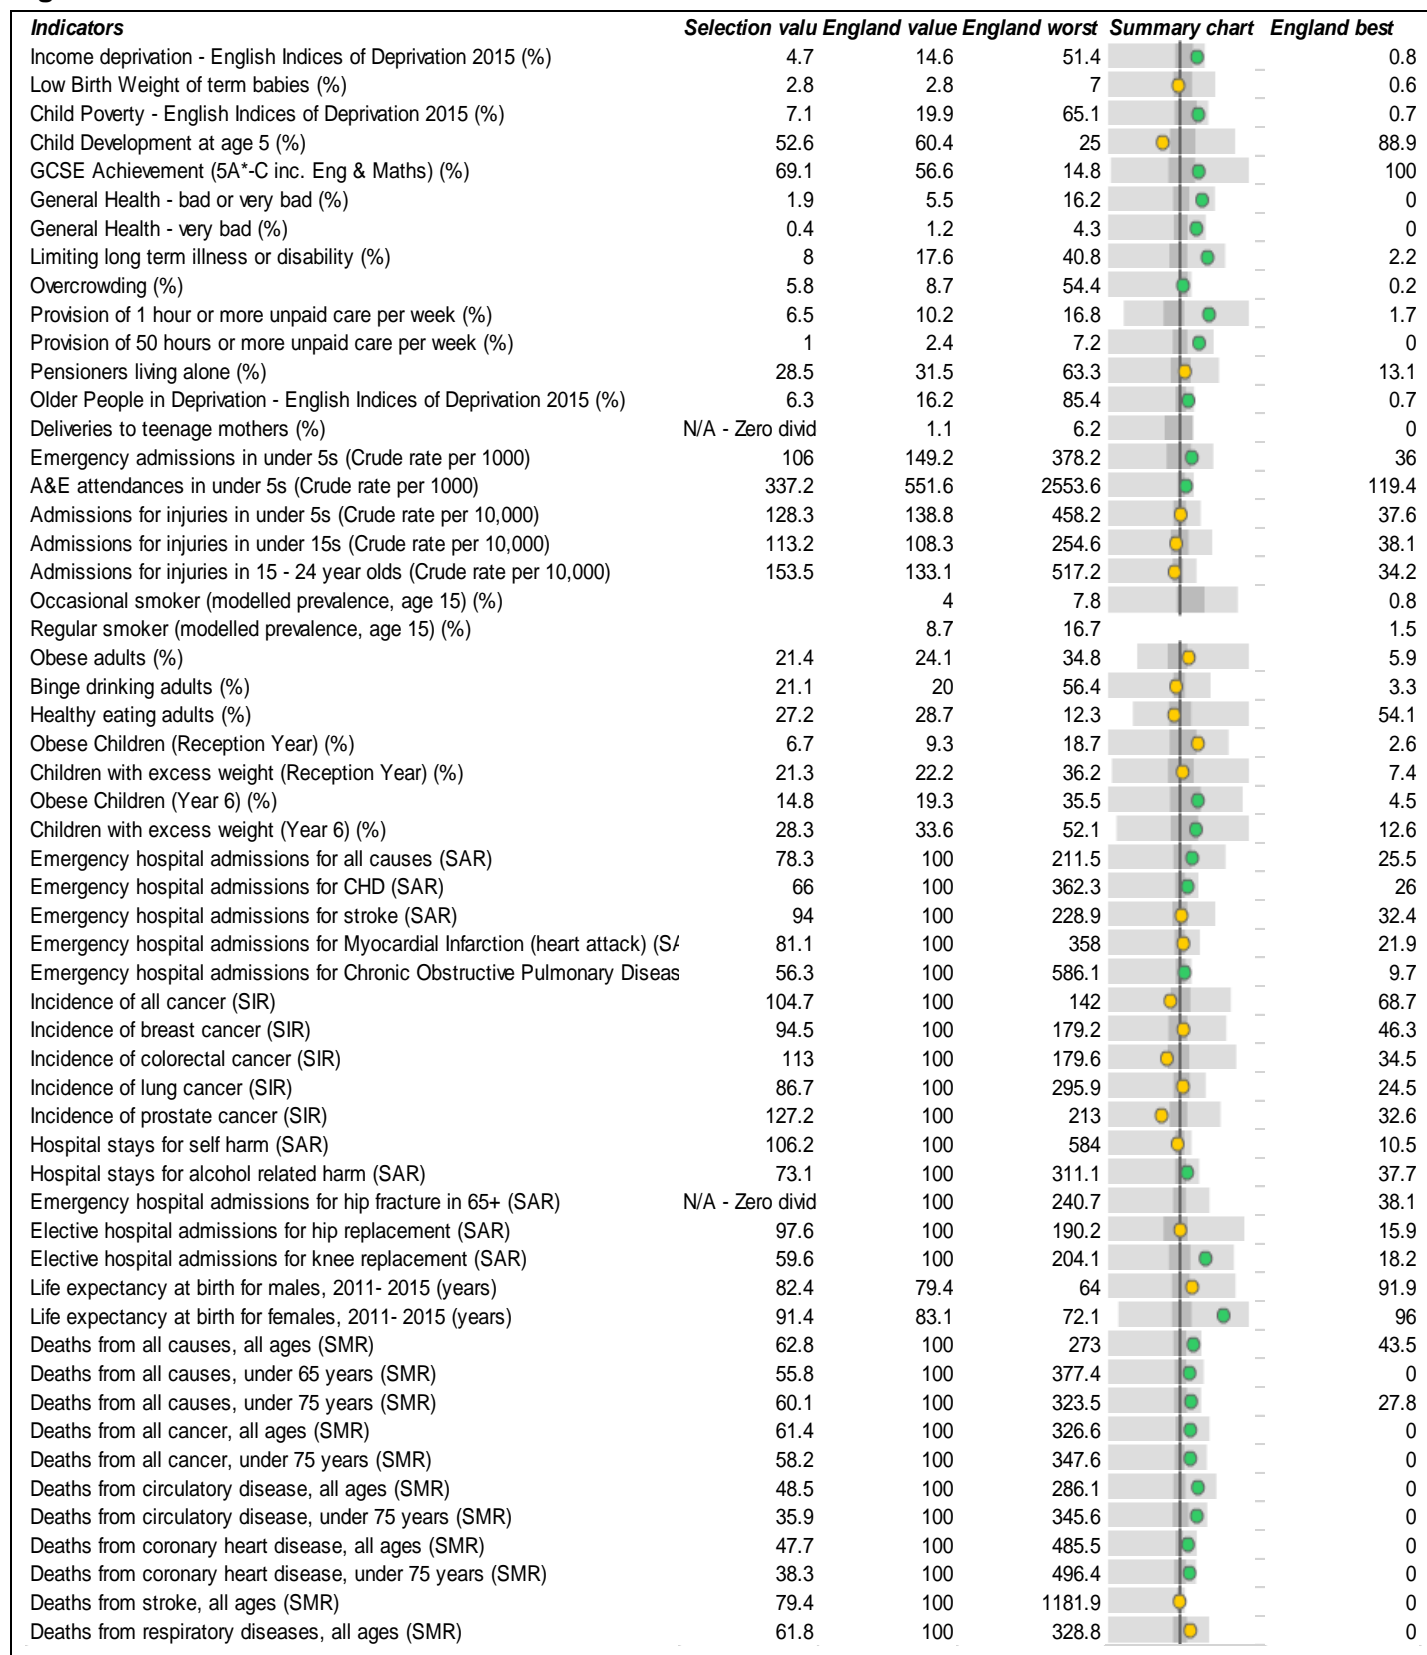 Indicators Selection valu England value England worst Summary chart England best
Income deprivation - English Indices of Deprivation 2015 (%) 4.7 14.6 51.4 0.8
Low Birth Weight of term babies (%) 2.8 2.8 7 0.6
Child Poverty - English Indices of Deprivation 2015 (%) 7.1 19.9 65.1 0.7
Child Development at age 5 (%) 52.6 60.4 25 88.9
GCSE Achievement (5A*-C inc. Eng & Maths) (%) 69.1 56.6 14.8 100
General Health - bad or very bad (%) 1.9 5.5 16.2 0
General Health - very bad (%) 0.4 1.2 4.3 0
Limiting long term illness or disability (%) 8 17.6 40.8 2.2
Overcrowding (%) 5.8 8.7 54.4 0.2
Provision of 1 hour or more unpaid care per week (%) 6.5 10.2 16.8 1.7
Provision of 50 hours or more unpaid care per week (%) 1 2.4 7.2 0
Pensioners living alone (%) 28.5 31.5 63.3 13.1
Older People in Deprivation - English Indices of Deprivation 2015 (%) 6.3 16.2 85.4 0.7
Deliveries to teenage mothers (%) N/A - Zero divid 1.1 6.2 0
Emergency admissions in under 5s (Crude rate per 1000) 106 149.2 378.2 36
A&E attendances in under 5s (Crude rate per 1000) 337.2 551.6 2553.6 119.4
Admissions for injuries in under 5s (Crude rate per 10,000) 128.3 138.8 458.2 37.6
Admissions for injuries in under 15s (Crude rate per 10,000) 113.2 108.3 254.6 38.1
Admissions for injuries in 15 - 24 year olds (Crude rate per 10,000) 153.5 133.1 517.2 34.2
Occasional smoker (modelled prevalence, age 15) (%) 4 7.8 0.8
Regular smoker (modelled prevalence, age 15) (%) 8.7 16.7 1.5
Obese adults (%) 21.4 24.1 34.8 5.9
Binge drinking adults (%) 21.1 20 56.4 3.3
Healthy eating adults (%) 27.2 28.7 12.3 54.1
Obese Children (Reception Year) (%) 6.7 9.3 18.7 2.6
Children with excess weight (Reception Year) (%) 21.3 22.2 36.2 7.4
Obese Children (Year 6) (%) 14.8 19.3 35.5 4.5
Children with excess weight (Year 6) (%) 28.3 33.6 52.1 12.6
Emergency hospital admissions for all causes (SAR) 78.3 100 211.5 25.5
Emergency hospital admissions for CHD (SAR) 66 100 362.3 26
Emergency hospital admissions for stroke (SAR) 94 100 228.9 32.4
Emergency hospital admissions for Myocardial Infarction (heart attack) (SA 81.1 100 358 21.9
Emergency hospital admissions for Chronic Obstructive Pulmonary Diseas 56.3 100 586.1 9.7
Incidence of all cancer (SIR) 104.7 100 142 68.7
Incidence of breast cancer (SIR) 94.5 100 179.2 46.3
Incidence of colorectal cancer (SIR) 113 100 179.6 34.5
Incidence of lung cancer (SIR) 86.7 100 295.9 24.5
Incidence of prostate cancer (SIR) 127.2 100 213 32.6
Hospital stays for self harm (SAR) 106.2 100 584 10.5
Hospital stays for alcohol related harm (SAR) 73.1 100 311.1 37.7
Emergency hospital admissions for hip fracture in 65+ (SAR) N/A - Zero divid 100 240.7 38.1
Elective hospital admissions for hip replacement (SAR) 97.6 100 190.2 15.9
Elective hospital admissions for knee replacement (SAR) 59.6 100 204.1 18.2
Life expectancy at birth for males, 2011- 2015 (years) 82.4 79.4 64 91.9
Life expectancy at birth for females, 2011- 2015 (years) 91.4 83.1 72.1 96
Deaths from all causes, all ages (SMR) 62.8 100 273 43.5
Deaths from all causes, under 65 years (SMR) 55.8 100 377.4 0
Deaths from all causes, under 75 years (SMR) 60.1 100 323.5 27.8
Deaths from all cancer, all ages (SMR) 61.4 100 326.6 0
Deaths from all cancer, under 75 years (SMR) 58.2 100 347.6 0
Deaths from circulatory disease, all ages (SMR) 48.5 100 286.1 0
Deaths from circulatory disease, under 75 years (SMR) 35.9 100 345.6 0
Deaths from coronary heart disease, all ages (SMR) 47.7 100 485.5 0
Deaths from coronary heart disease, under 75 years (SMR) 38.3 100 496.4 0
Deaths from stroke, all ages (SMR) 79.4 100 1181.9 0
Deaths from respiratory diseases, all ages (SMR) 61.8 100 328.8 0